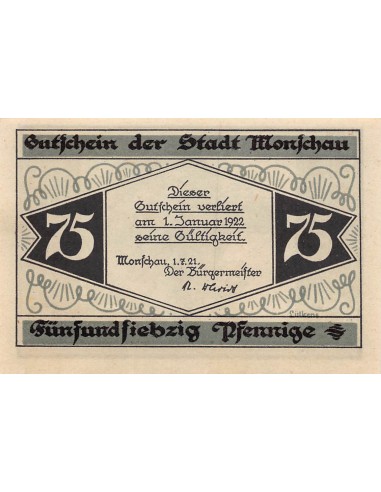 Gutschein der Stadt Monschau
75
Dieser
Gutschein verliert
am 1. Januar 1922
seine Gültigkeit.
75
Monschau, 1.7.21.
Der Bürgermeister
Fünfundsiebzig Pfennige